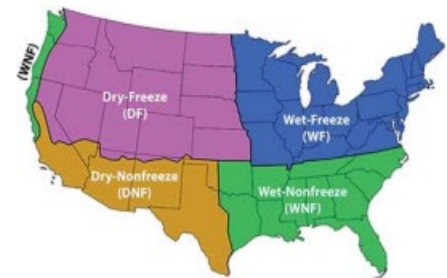 (WNF)
Dry-Freeze
(DF)
Wet-Freeze
(WF)
Dry-Nonfreeze
(DNF)
Wet-Nonfreeze
(WNF)